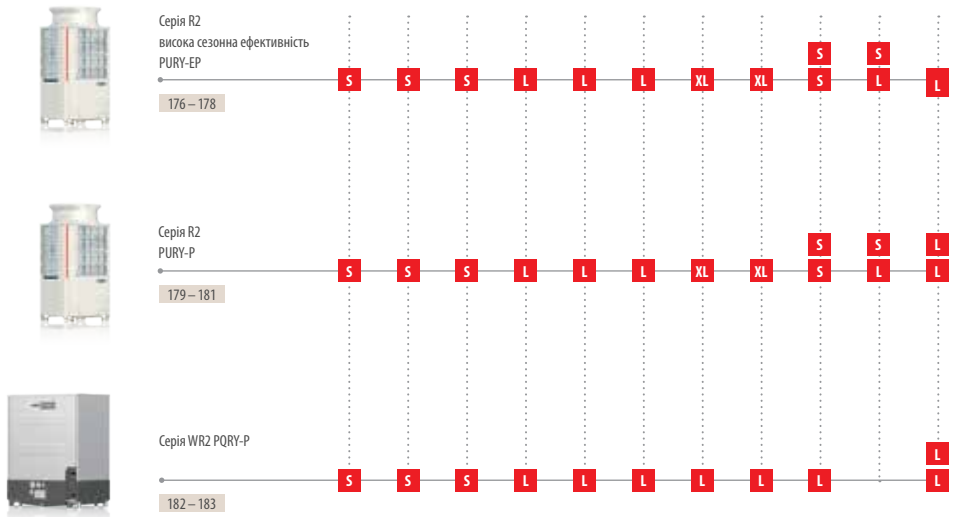 Серія R2
висока сезонна ефективність
PURY-EP
S S
S S S L L L XL XL S L L
176 – 178
Серія R2
PURY-P
S S L
S S S L L L XL XL S L L
179 – 181
Серія WR2 PQRY-P
L
S S S L L L L L L L
182 – 183